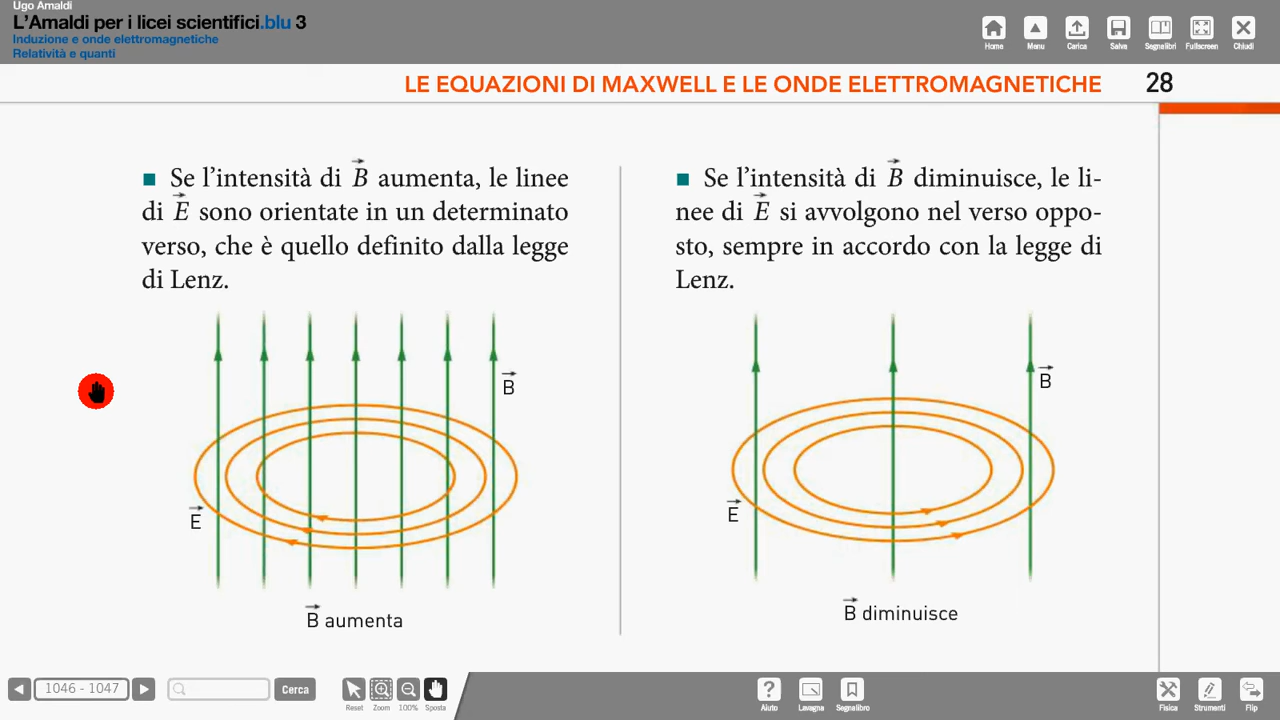 Ugo Amaldi
L'Amaldi per i licei scientifici.blu 3
Induzione e onde elettromagnetiche
Relatività e quanti
Home Menu Carica Salva Segnalibri Fullscreen Chiudi
LE EQUAZIONI DI MAXWELL E LE ONDE ELETTROMAGNETICHE 28
Se l'intensità di B aumenta, le linee
di E sono orientate in un determinato
verso, che è quello definito dalla legge
di Lenz.
B
E
B aumenta
Se l'intensità di B diminuisce, le li-
nee di E si avvolgono nel verso oppo-
sto, sempre in accordo con la legge di
Lenz.
B
E
B diminuisce
1046 - 1047
Cerca
Reset Zoom 100% Sposta
? Aiuto Lavagna Segnalibro
Fisica Strumenti Flip